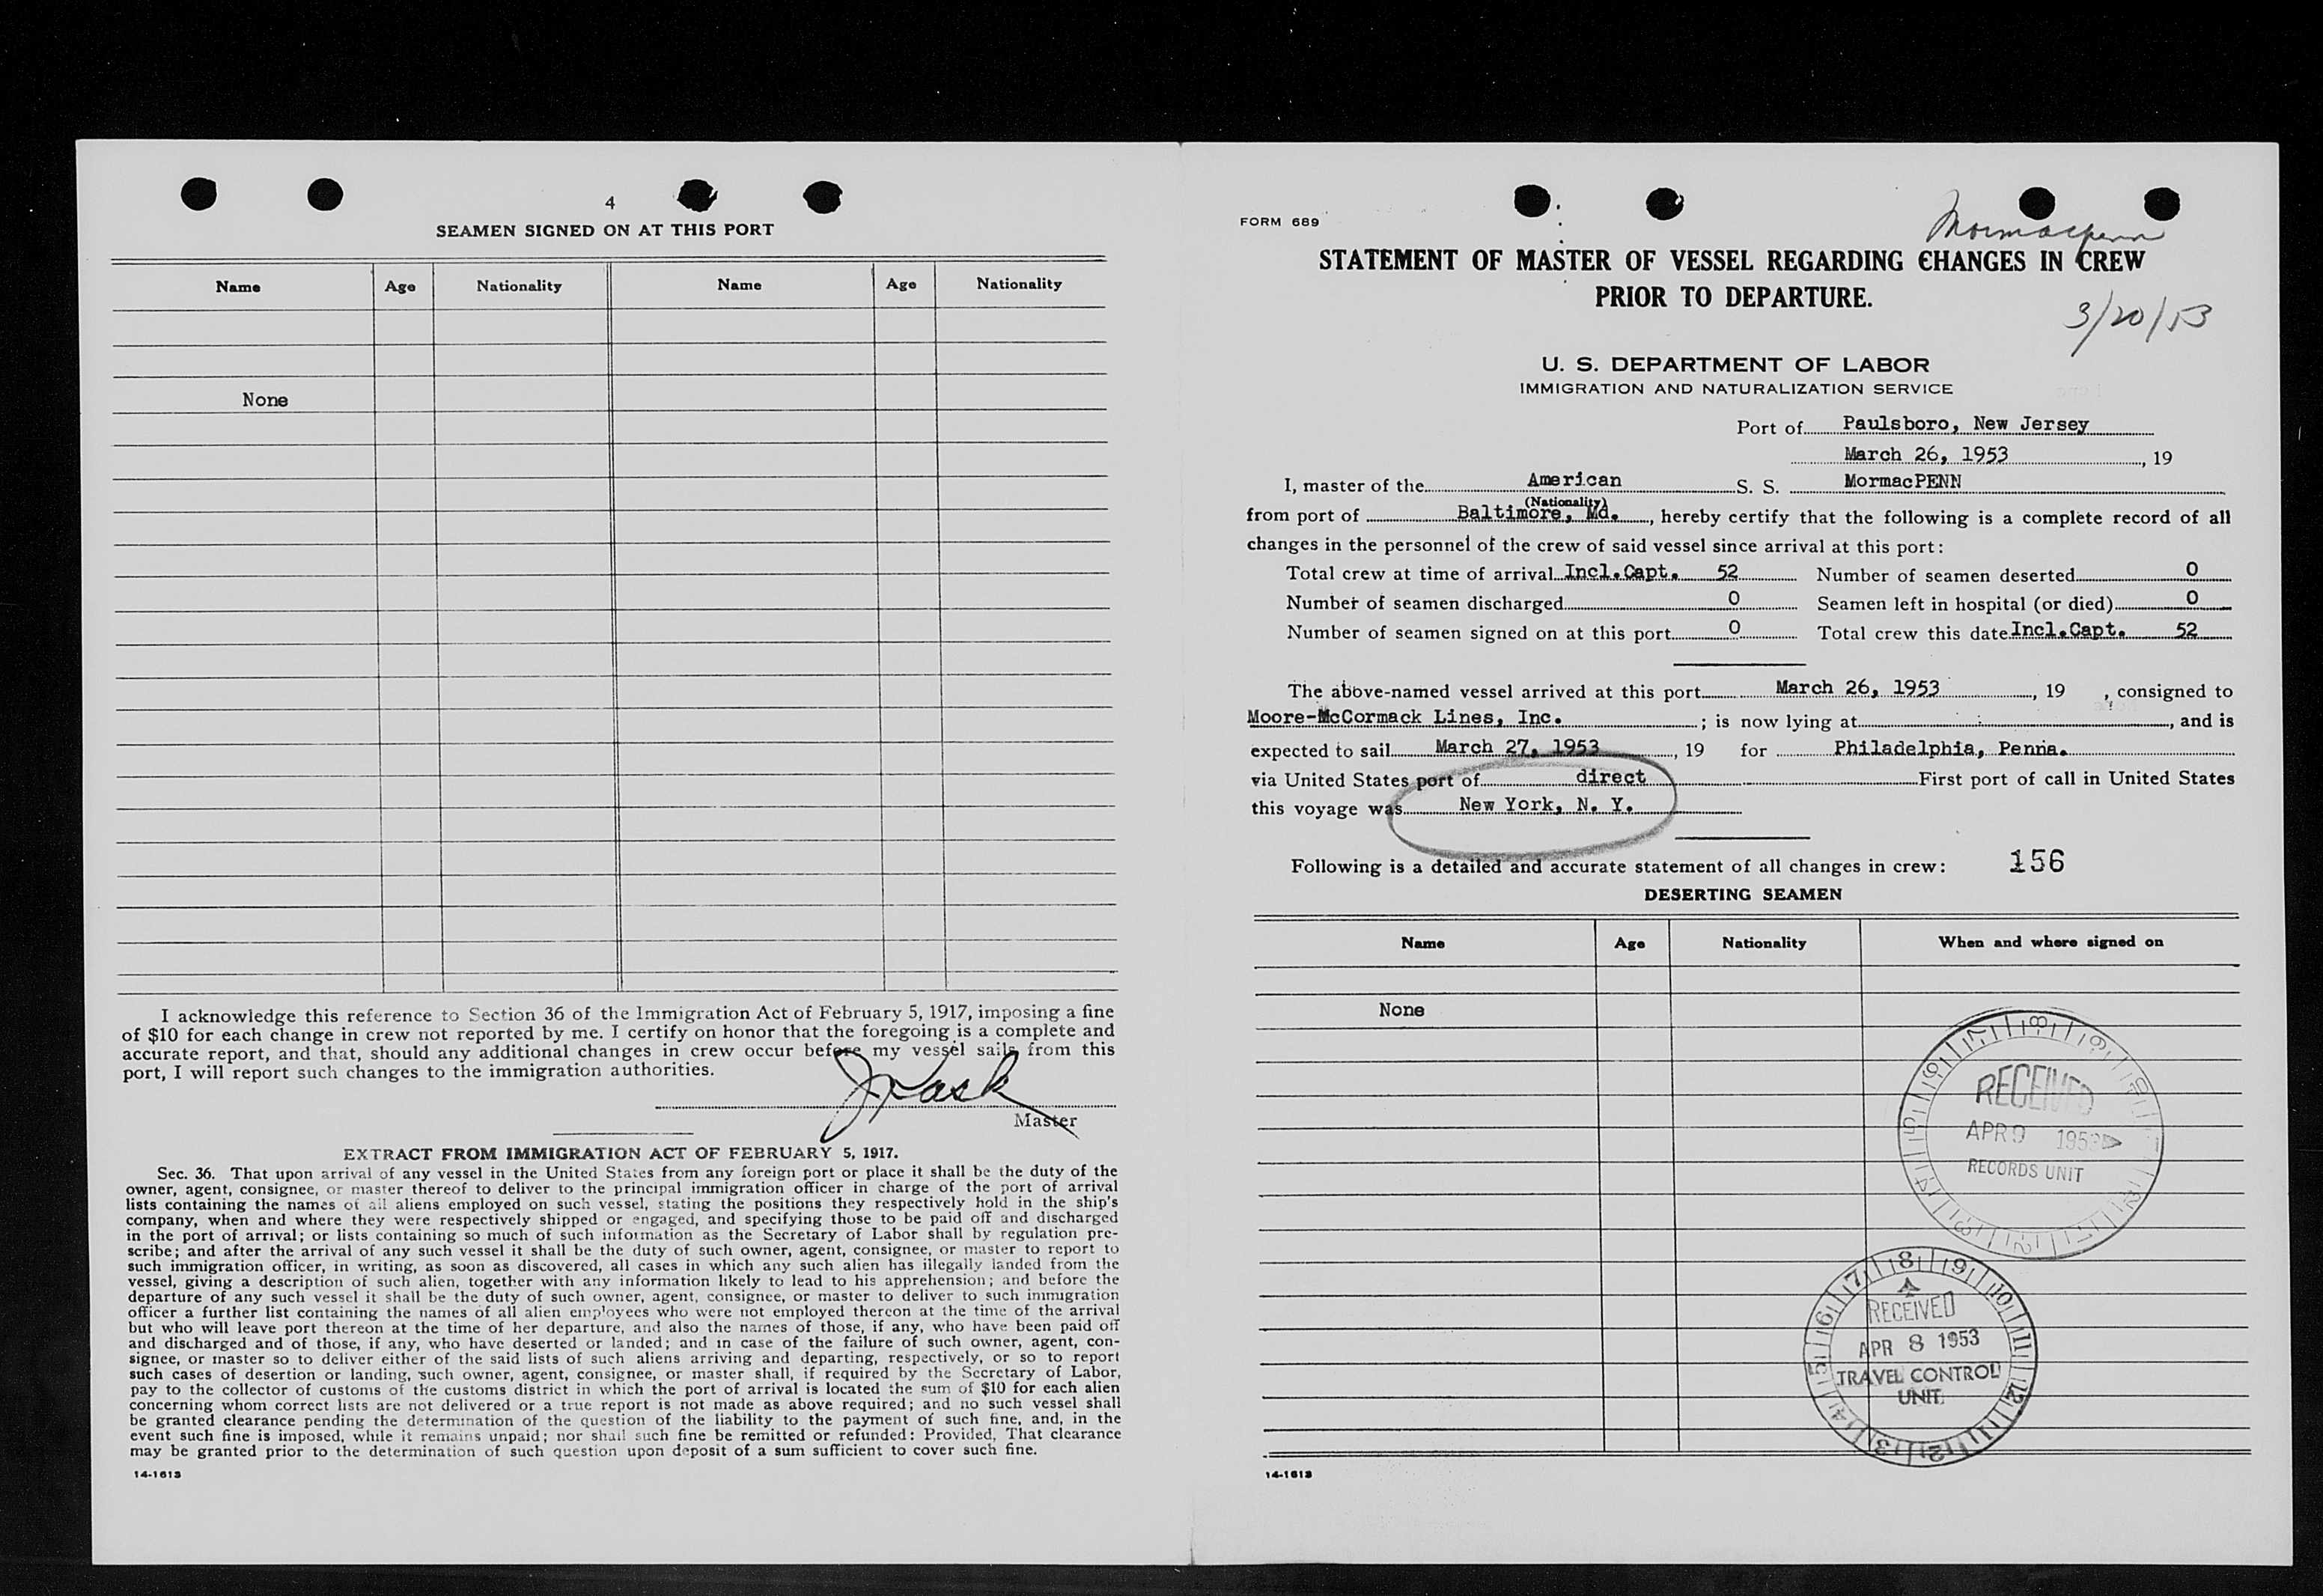 4
SEAMEN SIGNED ON AT THIS PORT
Name Age Nationality Name Age Nationality
None
I acknowledge this reference to Section 36 of the Immigration Act of February 5, 1917, imposing a fine
of $10 for each change in crew not reported by me. I certify on honor that the foregoing is a complete and
accurate report, and that, should any additional changes in crew occur before my vessel sails from this
port, I will report such changes to the immigration authorities.
Master
EXTRACT FROM IMMIGRATION ACT OF FEBRUARY 5, 1917.
Sec. 36. That upon arrival of any vessel in the United States from any foreign port or place it shall be the duty of the
owner, agent, consignee, or master thereof to deliver to the principal immigration officer in charge of the port of arrival
lists containing the names of all aliens employed on such vessel, stating the positions they respectively hold in the ship's
company, when and where they were respectively shipped or engaged, and specifying those to be paid off and discharged
in the port of arrival; or lists containing so much of such information as the Secretary of Labor shall by regulation pre-
scribe; and after the arrival of any such vessel it shall be the duty of such owner, agent, consignee, or master to report to
such immigration officer, in writing, as soon as discovered, all cases in which any such alien has illegally landed from the
vessel, giving a description of such alien, together with any information likely to lead to his apprehension; and before the
departure of any such vessel it shall be the duty of such owner, agent, consignee, or master to deliver to such immigration
officer a further list containing the names of all alien employees who were not employed thereon at the time of the arrival
but who will leave port thereon at the time of her departure, and also the names of those, if any, who have been paid off
and discharged and of those, if any, who have deserted or landed; and in case of the failure of such owner, agent, con-
signee, or master so to deliver either of the said lists of such aliens arriving and departing, respectively, or so to report
such cases of desertion or landing, such owner, agent, consignee, or master shall, if required by the Secretary of Labor,
pay to the collector of customs of the customs district in which the port of arrival is located the sum of $10 for each alien
concerning whom correct lists are not delivered or a true report is not made as above required; and no such vessel shall
be granted clearance pending the determination of the question of the liability to the payment of such fine, and, in the
event such fine is imposed, while it remains unpaid; nor shall such fine be remitted or refunded: Provided, That clearance
may be granted prior to the determination of such question upon deposit of a sum sufficient to cover such fine.
14-1613
FORM 689
Mormacpenn
STATEMENT OF MASTER OF VESSEL REGARDING CHANGES IN CREW
PRIOR TO DEPARTURE.
3/20/53
U. S. DEPARTMENT OF LABOR
IMMIGRATION AND NATURALIZATION SERVICE
Port of Paulsboro, New Jersey
March 26, 1953, 19
I, master of the American S. S. MormacPENN
(Nationality)
from port of Baltimore, Md., hereby certify that the following is a complete record of all
changes in the personnel of the crew of said vessel since arrival at this port:
Total crew at time of arrival Incl.Capt. 52 Number of seamen deserted 0
Number of seamen discharged 0 Seamen left in hospital (or died) 0
Number of seamen signed on at this port 0 Total crew this date Incl.Capt. 52
The above-named vessel arrived at this port March 26, 1953, 19 , consigned to
Moore-McCormack Lines, Inc. ; is now lying at , and is
expected to sail March 27, 1953, 19 for Philadelphia, Penna.
via United States port of direct First port of call in United States
this voyage was New York, N. Y.
Following is a detailed and accurate statement of all changes in crew: 156
DESERTING SEAMEN
Name Age Nationality When and where signed on
None
RECEIVED
APR 9 195
RECORDS UNIT
RECEIVED
APR 8 1953
TRAVEL CONTROL
UNIT
14-1613